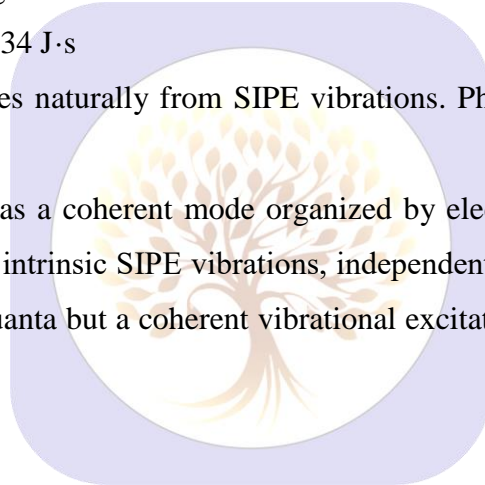 34 J·s
es naturally from SIPE vibrations. Ph
as a coherent mode organized by ele
intrinsic SIPE vibrations, independent
uanta but a coherent vibrational excitat